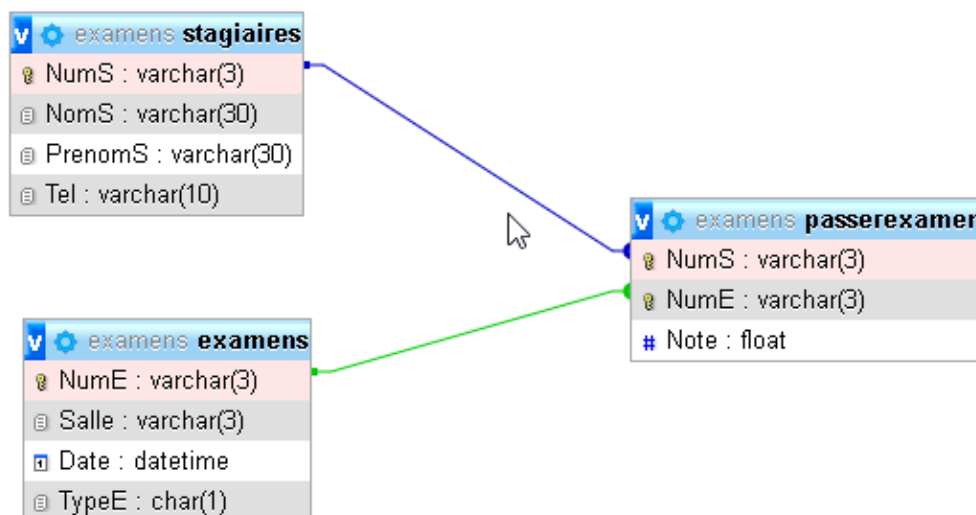 v examens stagiaires
NumS : varchar(3)
NomS : varchar(30)
PrenomS : varchar(30)
Tel : varchar(10)
v examens passerexamen
NumS : varchar(3)
NumE : varchar(3)
# Note : float
v examens examens
NumE : varchar(3)
Salle : varchar(3)
Date : datetime
TypeE : char(1)